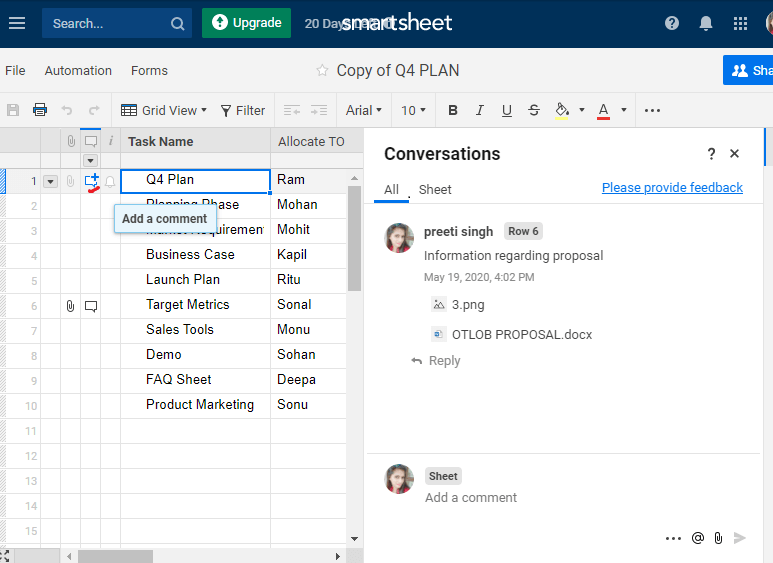 Search...
Upgrade
20 Day
smartsheet
File
Automation
Forms
Copy of Q4 PLAN
Sha
Grid View
Filter
Arial
10
B
I
U
S
A
i
Task Name
Allocate TO
1 Q4 Plan Ram
2 Planning Phase Mohan
3 Market Requirement Mohit
4 Business Case Kapil
5 Launch Plan Ritu
6 Target Metrics Sonal
7 Sales Tools Monu
8 Demo Sohan
9 FAQ Sheet Deepa
10 Product Marketing Sonu
11
12
13
14
15
Add a comment
Conversations
?
All
Sheet
Please provide feedback
preeti singh Row 6
Information regarding proposal
May 19, 2020, 4:02 PM
3.png
OTLOB PROPOSAL.docx
Reply
Sheet
Add a comment
@